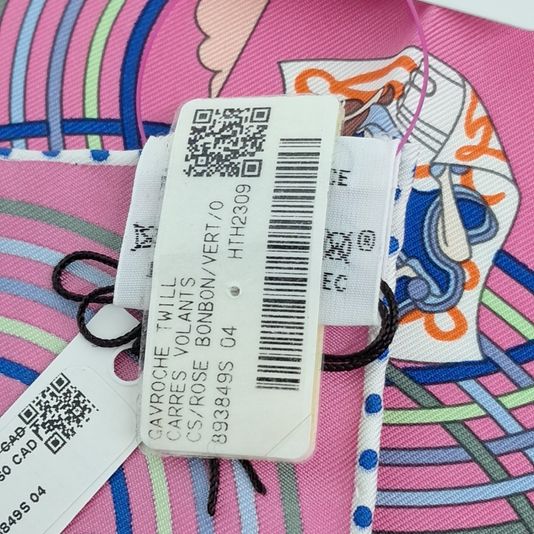 GAVROCHE TWILL
CARRES VOLANTS
CS/ROSE BONBON/VERT/O
893849S 04 HTH2309
CE
®
EC
CAD
50 CAD
849S 04